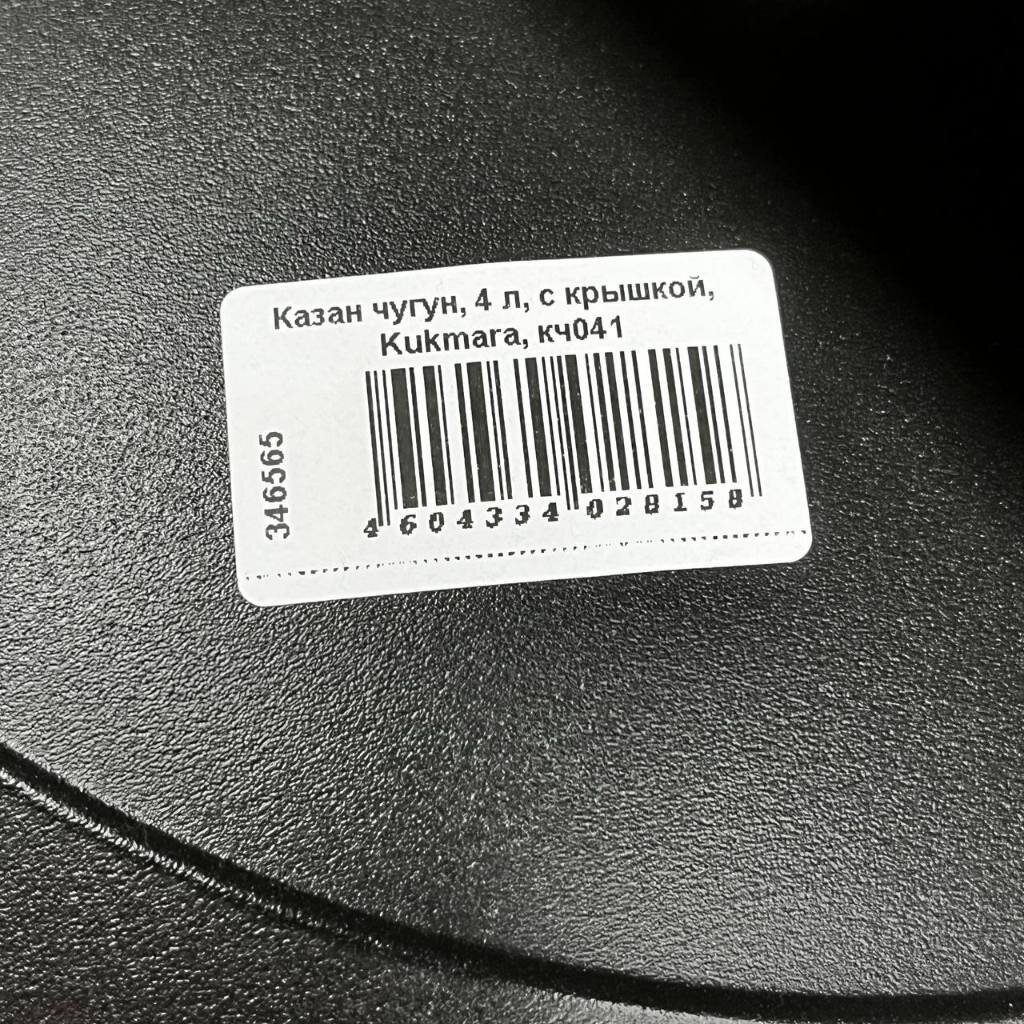 Казан чугун, 4 л, с крышкой,
Kukmara, кч041
346565
4 604334 028158